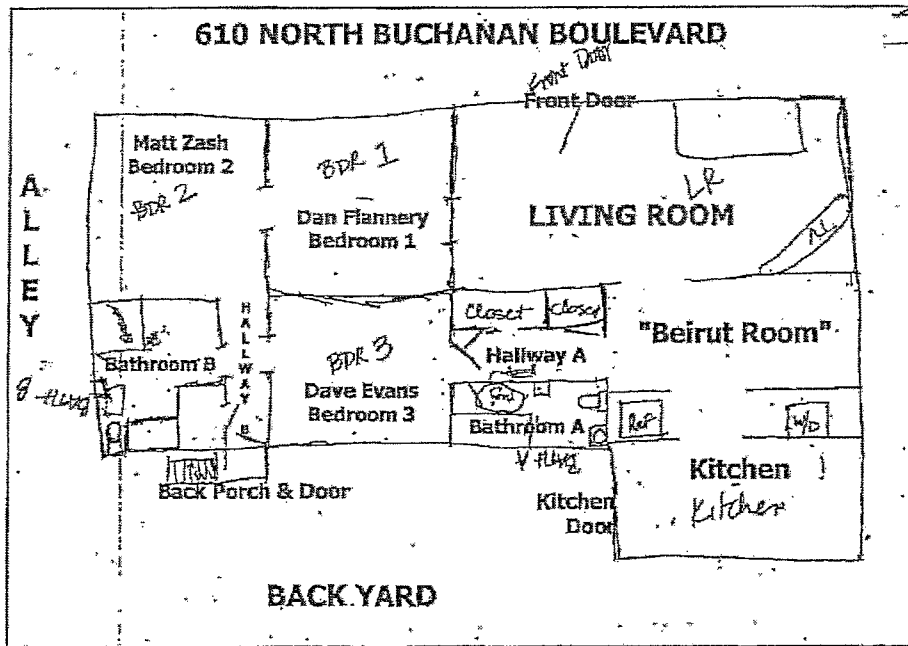 610 NORTH BUCHANAN BOULEVARD
Front Door
Front Door
Matt Zash
Bedroom 2
BDR 2
BDR 1
Dan Flannery
Bedroom 1
LR
LIVING ROOM
ALLEY
HALLWAY B
Bathroom B
BDR 3
Dave Evans
Bedroom 3
Closet
Closet
Hallway A
Bathroom A
"Beirut Room"
Ref
W/D
Kitchen
Kitchen
Kitchen
Door
Back Porch & Door
BACK YARD